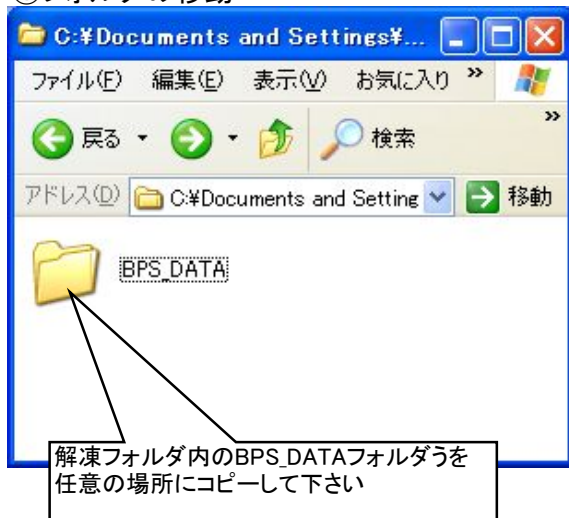 C:¥Documents and Settings¥...
ファイル(F) 編集(E) 表示(V) お気に入り »
戻る 検索 »
アドレス(D) C:¥Documents and Setting 移動
BPS_DATA
解凍フォルダ内のBPS_DATAフォルダうを
任意の場所にコピーして下さい